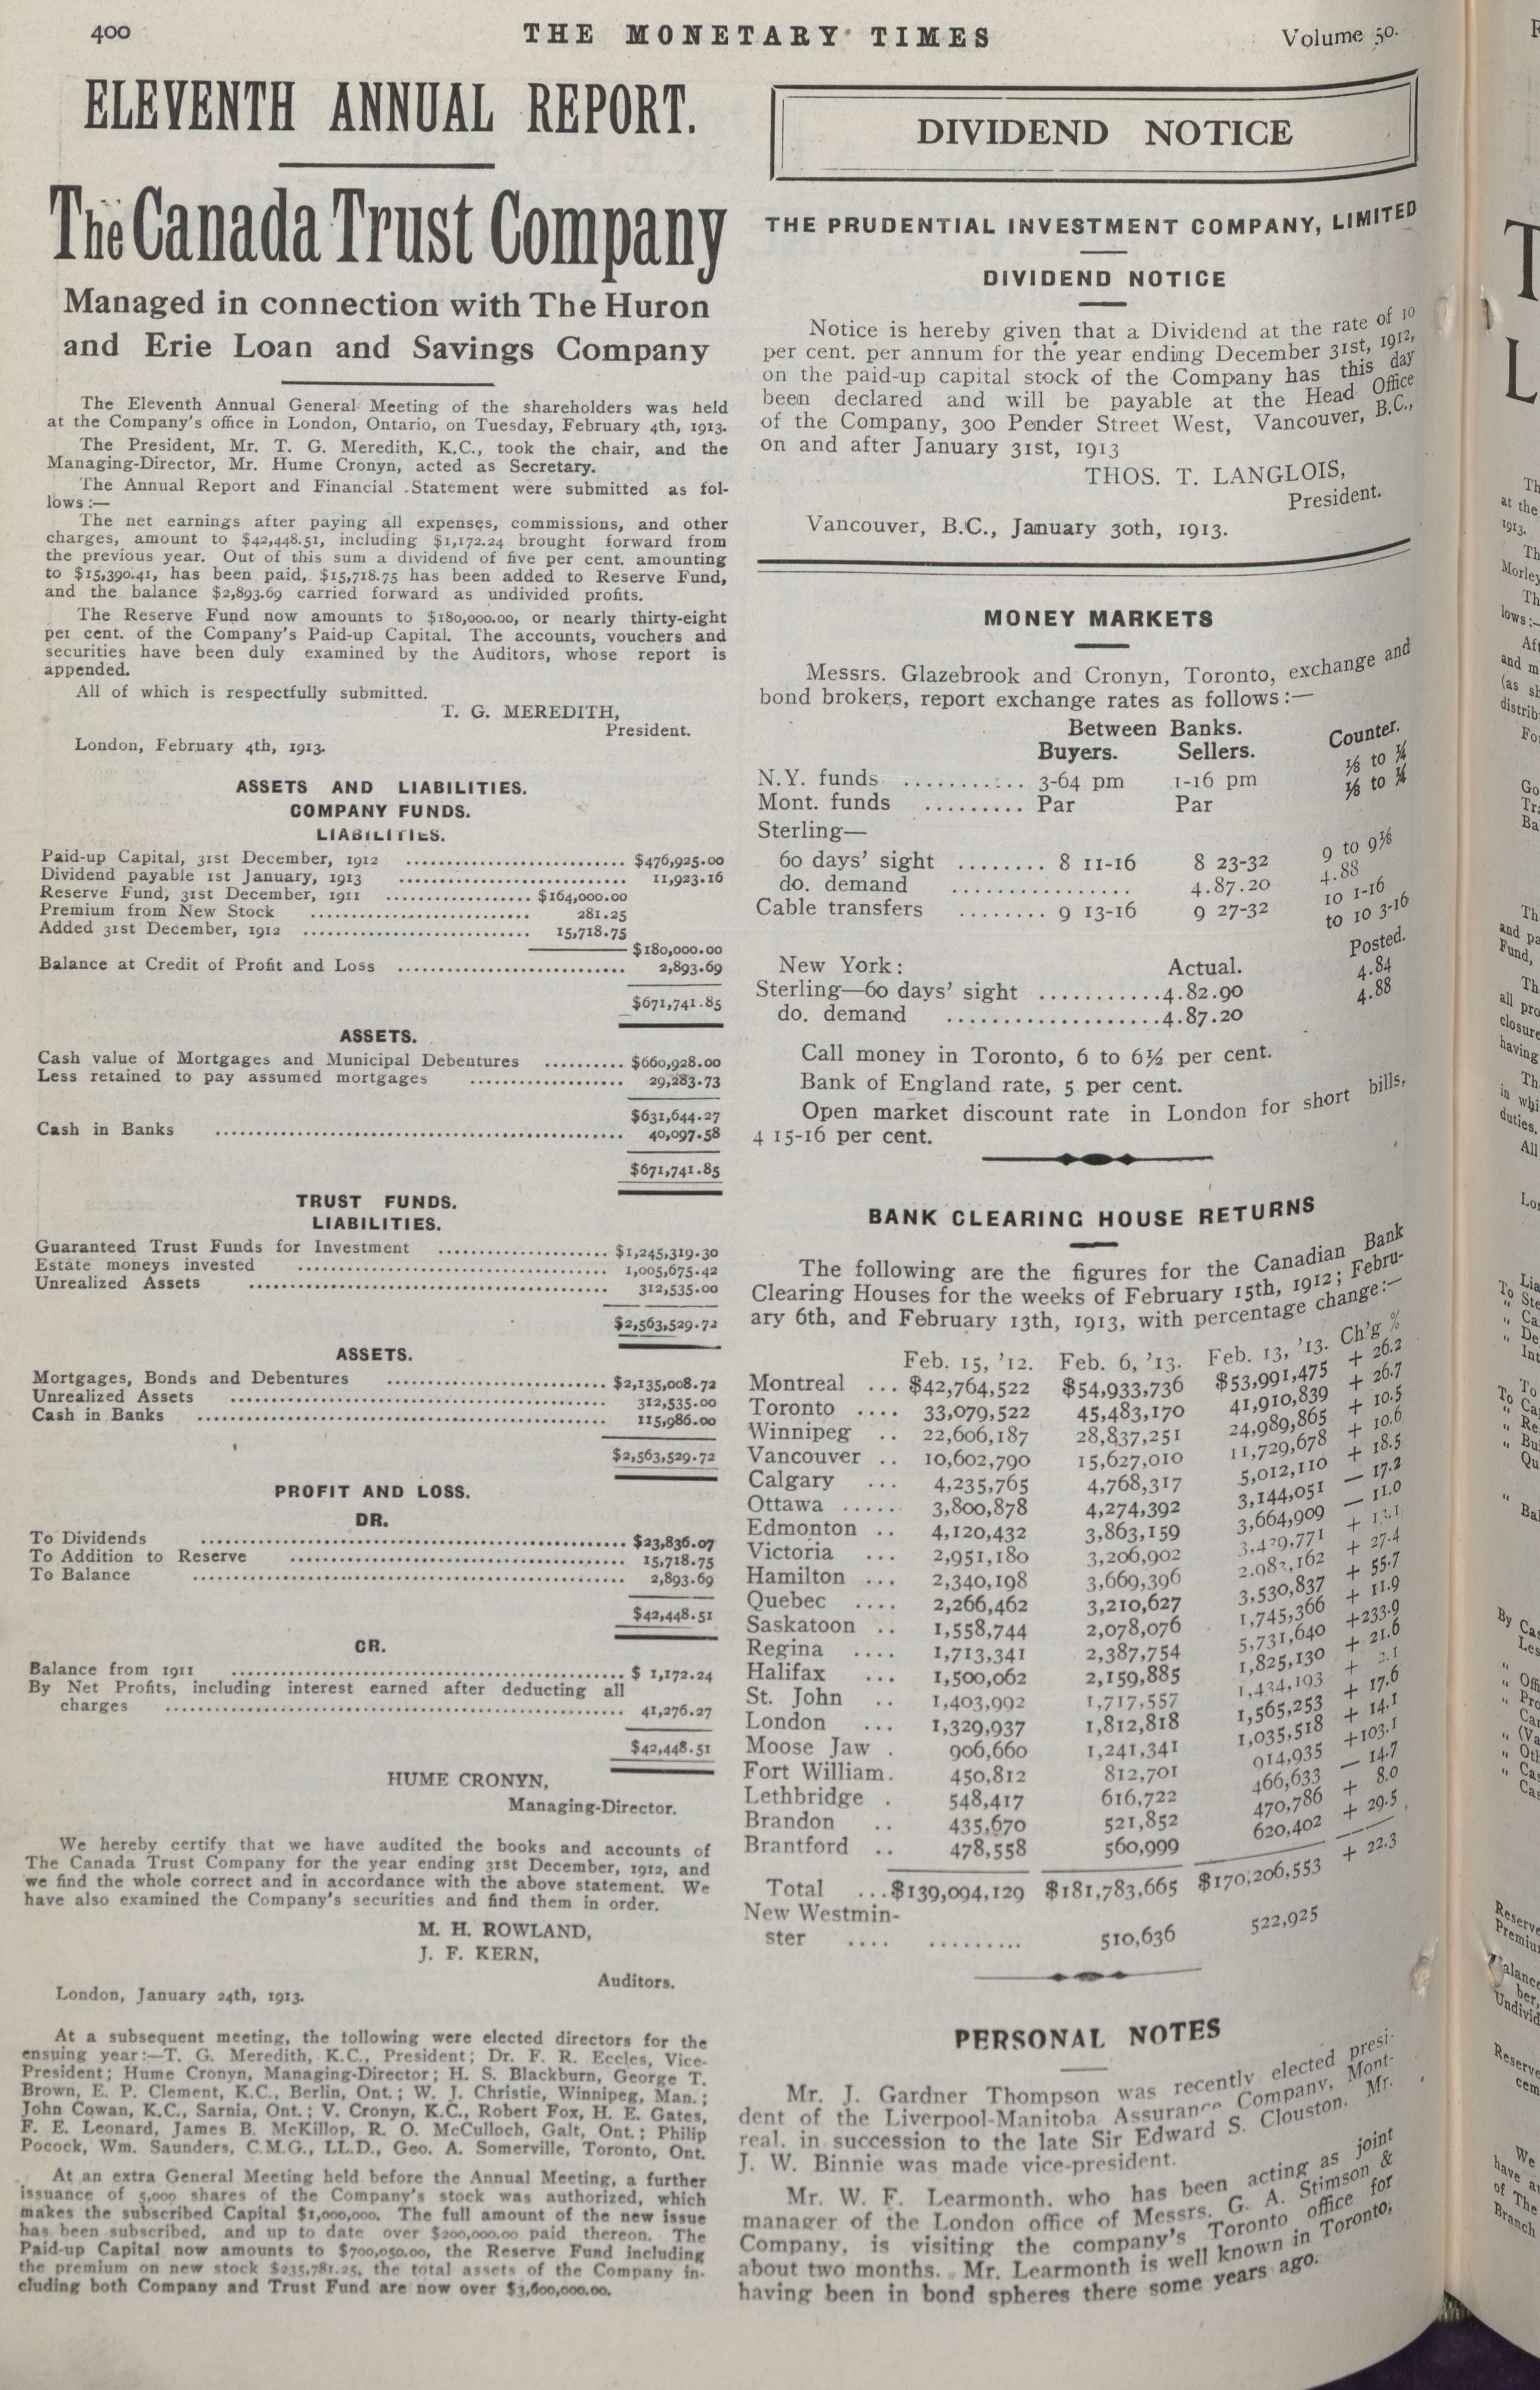 400
THE MONETARY TIMES
Volume 50.
ELEVENTH ANNUAL REPORT.
The Canada Trust Company
Managed in connection with The Huron
and Erie Loan and Savings Company
The Eleventh Annual General Meeting of the shareholders was held
at the Company's office in London, Ontario, on Tuesday, February 4th, 1913.
The President, Mr. T. G. Meredith, K.C., took the chair, and the
Managing-Director, Mr. Hume Cronyn, acted as Secretary.
The Annual Report and Financial Statement were submitted as fol-
lows:—
The net earnings after paying all expenses, commissions, and other
charges, amount to $42,448.51, including $1,172.24 brought forward from
the previous year. Out of this sum a dividend of five per cent. amounting
to $15,390.41, has been paid, $15,718.75 has been added to Reserve Fund,
and the balance $2,893.69 carried forward as undivided profits.
The Reserve Fund now amounts to $180,000.00, or nearly thirty-eight
per cent. of the Company's Paid-up Capital. The accounts, vouchers and
securities have been duly examined by the Auditors, whose report is
appended.
All of which is respectfully submitted.
T. G. MEREDITH,
President.
London, February 4th, 1913.
ASSETS AND LIABILITIES.
COMPANY FUNDS.
LIABILITIES.
Paid-up Capital, 31st December, 1912 ............ $476,925.00
Dividend payable 1st January, 1913 ............ 11,923.16
Reserve Fund, 31st December, 1911 ............ $164,000.00
Premium from New Stock ............ 281.25
Added 31st December, 1912 ............ 15,718.75
$180,000.00
Balance at Credit of Profit and Loss ............ 2,893.69
$671,741.85
ASSETS.
Cash value of Mortgages and Municipal Debentures .......... $660,928.00
Less retained to pay assumed mortgages ............ 29,283.73
$631,644.27
Cash in Banks ............ 40,097.58
$671,741.85
TRUST FUNDS.
LIABILITIES.
Guaranteed Trust Funds for Investment ............ $1,245,319.30
Estate moneys invested ............ 1,005,675.42
Unrealized Assets ............ 312,535.00
$2,563,529.72
ASSETS.
Mortgages, Bonds and Debentures ............ $2,135,008.72
Unrealized Assets ............ 312,535.00
Cash in Banks ............ 115,986.00
$2,563,529.72
PROFIT AND LOSS.
DR.
To Dividends ............ $23,836.07
To Addition to Reserve ............ 15,718.75
To Balance ............ 2,893.69
$42,448.51
CR.
Balance from 1911 ............ $ 1,172.24
By Net Profits, including interest earned after deducting all
charges ............ 41,276.27
$42,448.51
HUME CRONYN,
Managing-Director.
We hereby certify that we have audited the books and accounts of
The Canada Trust Company for the year ending 31st December, 1912, and
we find the whole correct and in accordance with the above statement. We
have also examined the Company's securities and find them in order.
M. H. ROWLAND,
J. F. KERN,
Auditors.
London, January 24th, 1913.
At a subsequent meeting, the following were elected directors for the
ensuing year:—T. G. Meredith, K.C., President; Dr. F. R. Eccles, Vice-
President; Hume Cronyn, Managing-Director; H. S. Blackburn, George T.
Brown, E. P. Clement, K.C., Berlin, Ont.; W. J. Christie, Winnipeg, Man.;
John Cowan, K.C., Sarnia, Ont.; V. Cronyn, K.C., Robert Fox, H. E. Gates,
F. E. Leonard, James B. McKillop, R. O. McCulloch, Galt, Ont.; Philip
Pocock, Wm. Saunders, C.M.G., LL.D., Geo. A. Somerville, Toronto, Ont.
At an extra General Meeting held before the Annual Meeting, a further
issuance of 5,000 shares of the Company's stock was authorized, which
makes the subscribed Capital $1,000,000. The full amount of the new issue
has been subscribed, and up to date over $200,000.00 paid thereon. The
Paid-up Capital now amounts to $700,050.00, the Reserve Fund including
the premium on new stock $235,781.25, the total assets of the Company in-
cluding both Company and Trust Fund are now over $3,600,000.00.
DIVIDEND NOTICE
THE PRUDENTIAL INVESTMENT COMPANY, LIMITED
DIVIDEND NOTICE
Notice is hereby given that a Dividend at the rate of 10
per cent. per annum for the year ending December 31st, 1912,
on the paid-up capital stock of the Company has this day
been declared and will be payable at the Head Office
of the Company, 300 Pender Street West, Vancouver, B.C.,
on and after January 31st, 1913
THOS. T. LANGLOIS,
President.
Vancouver, B.C., January 30th, 1913.
MONEY MARKETS
Messrs. Glazebrook and Cronyn, Toronto, exchange and
bond brokers, report exchange rates as follows:—
Between Banks.
Buyers. Sellers. Counter.
N.Y. funds .......... 3-64 pm 1-16 pm ⅛ to ¼
Mont. funds ......... Par Par ⅛ to ¼
Sterling—
60 days' sight ........ 8 11-16 8 23-32 9 to 9⅛
do. demand ................ 4.87.20 4.88
Cable transfers ........ 9 13-16 9 27-32 10 1-16
to 10 3-16
New York: Actual. Posted.
Sterling—60 days' sight ...........4.82.90 4.84
do. demand ...................4.87.20 4.88
Call money in Toronto, 6 to 6½ per cent.
Bank of England rate, 5 per cent.
Open market discount rate in London for short bills,
4 15-16 per cent.
BANK CLEARING HOUSE RETURNS
The following are the figures for the Canadian Bank
Clearing Houses for the weeks of February 15th, 1912; Febru-
ary 6th, and February 13th, 1913, with percentage change:—
Feb. 15, '12. Feb. 6, '13. Feb. 13, '13. Ch'g %
Montreal ... $42,764,522 $54,933,736 $53,991,475 + 26.2
Toronto .... 33,079,522 45,483,170 41,910,839 + 26.7
Winnipeg .. 22,606,187 28,837,251 24,989,865 + 10.5
Vancouver .. 10,602,790 15,627,010 11,729,678 + 10.6
Calgary ... 4,235,765 4,768,317 5,012,110 + 18.5
Ottawa ..... 3,800,878 4,274,392 3,144,051 — 17.2
Edmonton .. 4,120,432 3,863,159 3,664,909 — 11.0
Victoria ... 2,951,180 3,206,902 + 13.1
Hamilton ... 2,340,198 3,669,396 + 27.4
Quebec .... 2,266,462 3,210,627 3,530,837 + 55.7
Saskatoon .. 1,558,744 2,078,076 1,745,366 + 11.9
Regina .... 1,713,341 2,387,754 5,731,640 +233.9
Halifax ... 1,500,062 2,159,885 1,825,130 + 21.6
St. John .. 1,403,992 1,717,557 1,434,193 + 2.1
London ... 1,329,937 1,812,818 1,565,253 + 17.6
Moose Jaw . 906,660 1,241,341 1,035,518 + 14.1
Fort William. 450,812 812,701 914,935 +103.1
Lethbridge . 548,417 616,722 466,633 — 14.7
Brandon .. 435,670 521,852 470,786 + 8.0
Brantford .. 478,558 560,999 620,402 + 29.5
Total ...$139,094,129 $181,783,665 $170,206,553 + 22.3
New Westmin-
ster .... ......... 510,636 522,925
PERSONAL NOTES
Mr. J. Gardner Thompson was recently elected presi-
dent of the Liverpool-Manitoba Assurance Company, Mont-
real, in succession to the late Sir Edward S. Clouston. Mr.
J. W. Binnie was made vice-president.
Mr. W. F. Learmonth, who has been acting as joint
manager of the London office of Messrs. G. A. Stimson &
Company, is visiting the company's Toronto office for
about two months. Mr. Learmonth is well known in Toronto,
having been in bond spheres there some years ago.